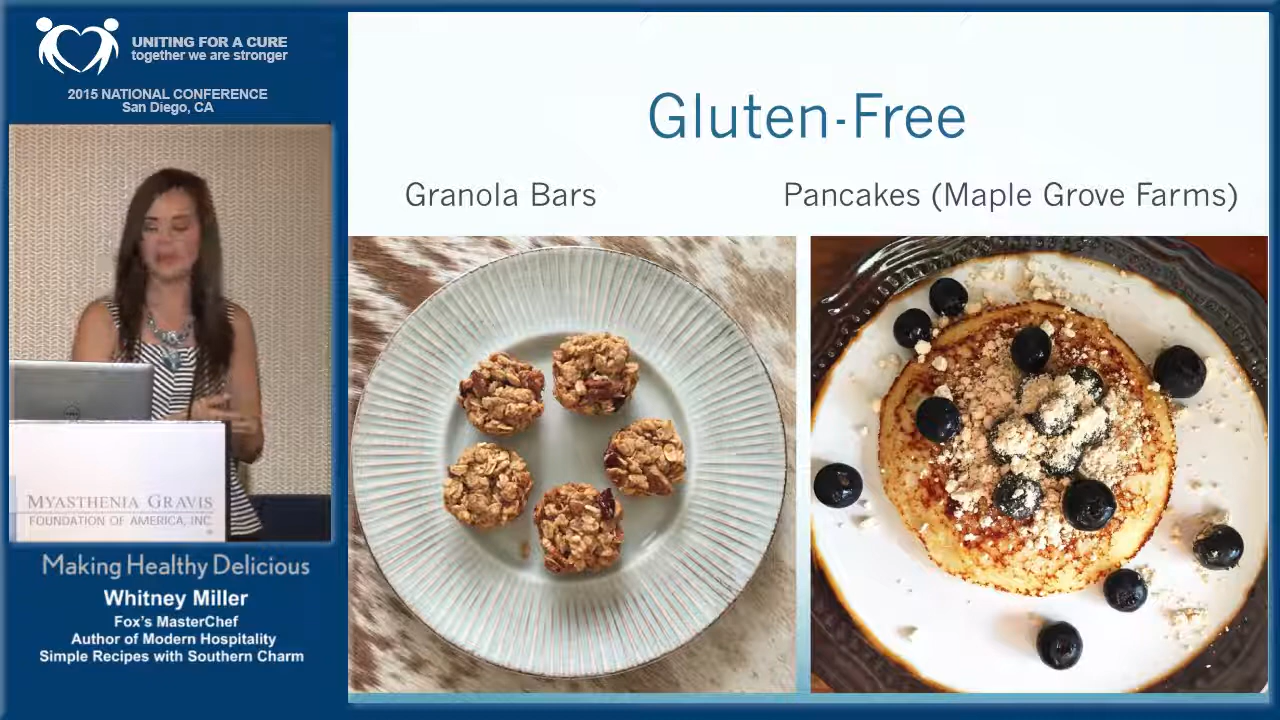 UNITING FOR A CURE
together we are stronger
2015 NATIONAL CONFERENCE
San Diego, CA
MYASTHENIA GRAVIS
FOUNDATION OF AMERICA, INC.
Making Healthy Delicious
Whitney Miller
Fox's MasterChef
Author of Modern Hospitality
Simple Recipes with Southern Charm
Gluten-Free
Granola Bars
Pancakes (Maple Grove Farms)